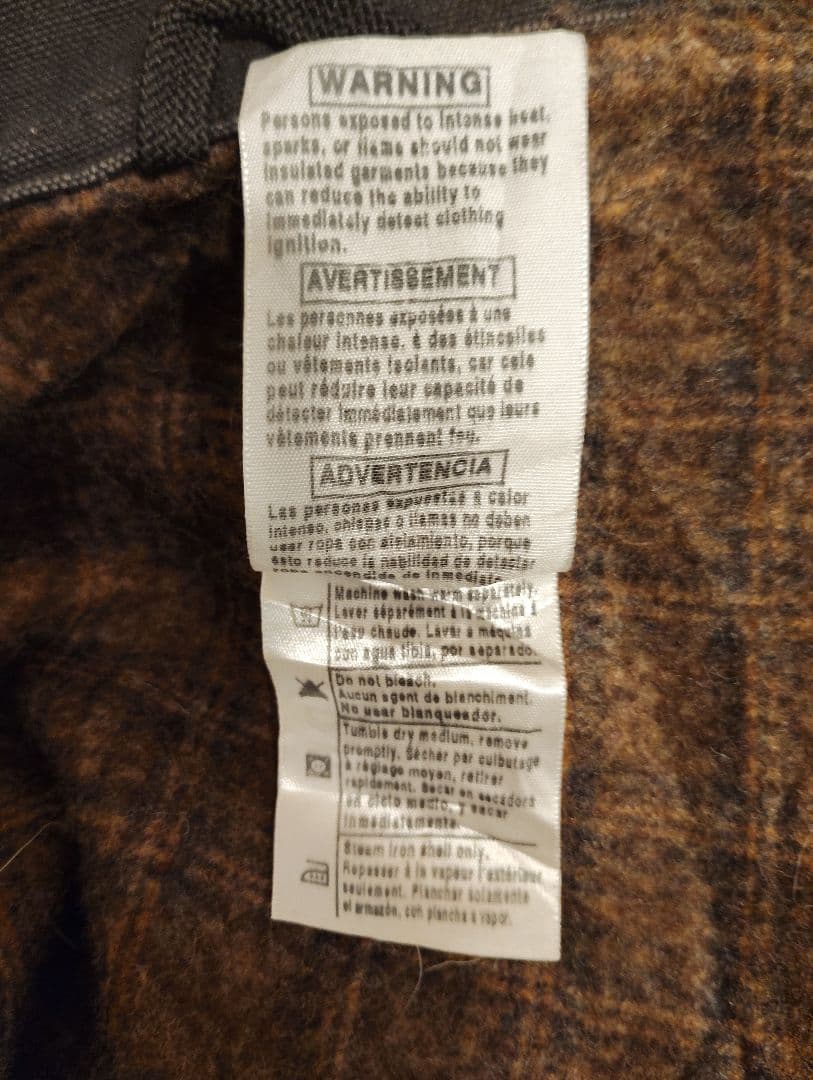 WARNING
Persons exposed to intense heat,
sparks, or flame should not wear
insulated garments because they
can reduce the ability to
immediately detect clothing
ignition.
AVERTISSEMENT
Les personnes exposées à une
chaleur intense, à des étincelles
ou vêtements isolants, car cela
peut réduire leur capacité de
détecter immédiatement que leurs
vêtements prennent feu.
ADVERTENCIA
Las personas expuestas a calor
intenso, chispas o llamas no deben
usar ropa con aislamiento, porque
esto reduce la habilidad de detectar
ropa encendida de inmediato
Machine wash warm separately.
Laver séparément à la machine à
l'eau chaude. Lavar a máquina
con agua tibia, por separado.
Do not bleach.
Aucun agent de blanchiment.
No usar blanqueador.
Tumble dry medium, remove
promptly. Sécher par culbutage
à réglage moyen, retirer
rapidement. Secar en secadora
en ciclo medio, y sacar
inmediatamente.
Steam iron shell only.
Repasser à la vapeur l'extérieur
seulement. Planchar solamente
el armazón, con plancha a vapor.